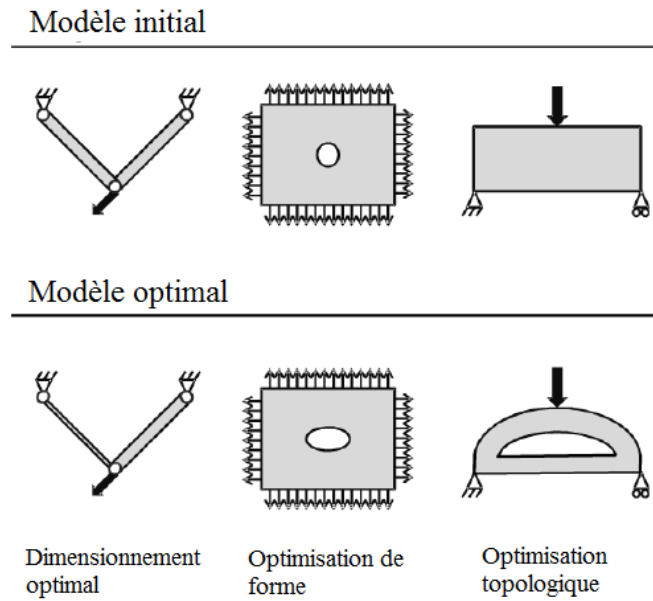 Modèle initial
Modèle optimal
Dimensionnement
optimal
Optimisation de
forme
Optimisation
topologique